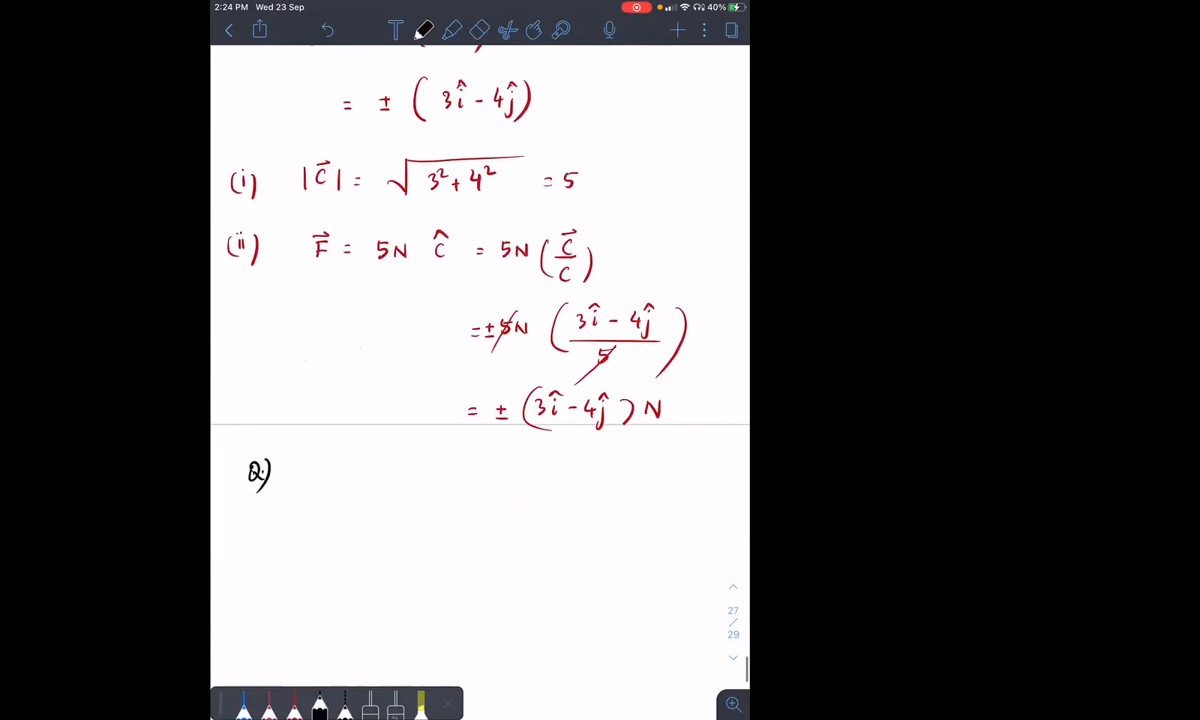 2:24 PM Wed 23 Sep 40%
= ± (3î - 4ĵ)
(i) |C⃗| = √(3² + 4²) = 5
(ii) F⃗ = 5N Ĉ = 5N (C⃗/C)
= ± 5N ((3î - 4ĵ)/5)
= ± (3î - 4ĵ) N
Q)
27
/
29